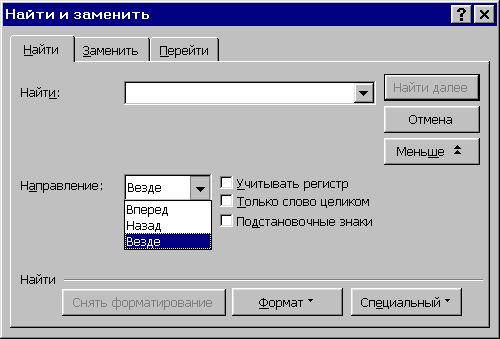 Найти и заменить
Найти Заменить Перейти
Найти: Найти далее
Отмена
Меньше
Направление: Везде Учитывать регистр
Вперед Только слово целиком
Назад Подстановочные знаки
Везде
Найти
Снять форматирование Формат Специальный